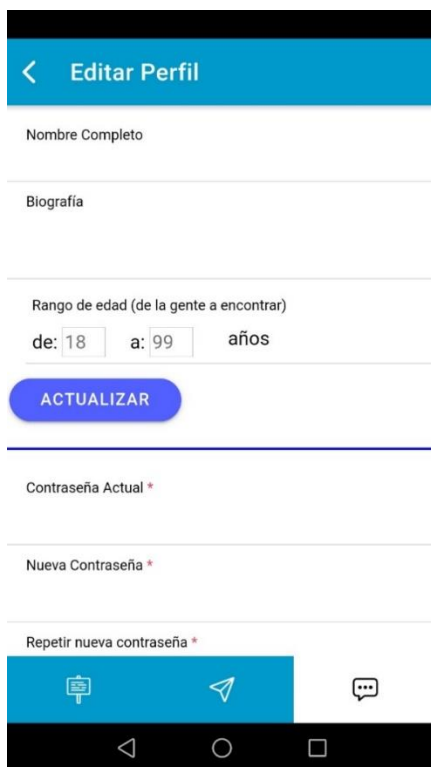 Editar Perfil
Nombre Completo
Biografía
Rango de edad (de la gente a encontrar)
de: 18 a: 99 años
ACTUALIZAR
Contraseña Actual *
Nueva Contraseña *
Repetir nueva contraseña *